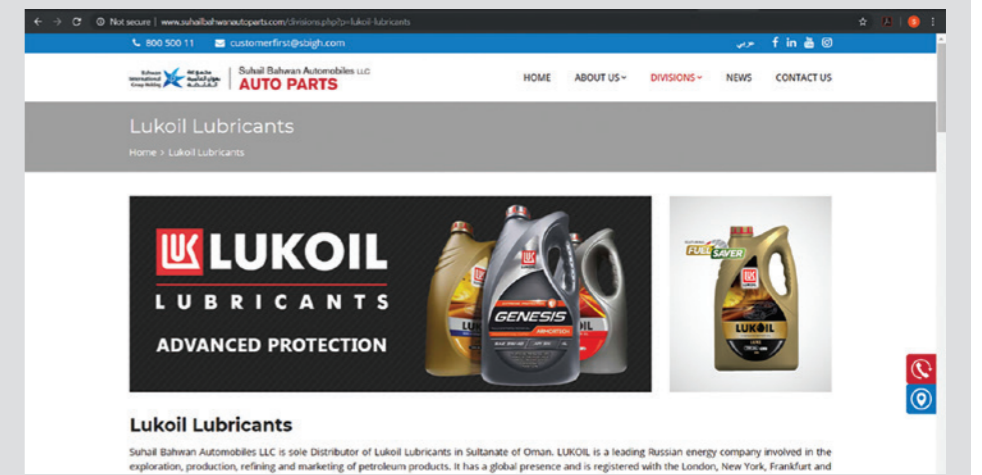 Not secure | www.suhailbahwanautoparts.com/divisions.php?b=lukoil-lubricants
800 500 11 customerfirst@sbigh.com عربي
Suhail Bahwan Automobiles LLC
AUTO PARTS
HOME ABOUT US DIVISIONS NEWS CONTACT US
Lukoil Lubricants
Home > Lukoil Lubricants
LUKOIL
LUBRICANTS
ADVANCED PROTECTION
GENESIS
ARMORTECH
FUEL SAVER
LUKOIL
Lukoil Lubricants
Suhail Bahwan Automobiles LLC is sole Distributor of Lukoil Lubricants in Sultanate of Oman. LUKOIL is a leading Russian energy company involved in the
exploration, production, refining and marketing of petroleum products. It has a global presence and is registered with the London, New York, Frankfurt and